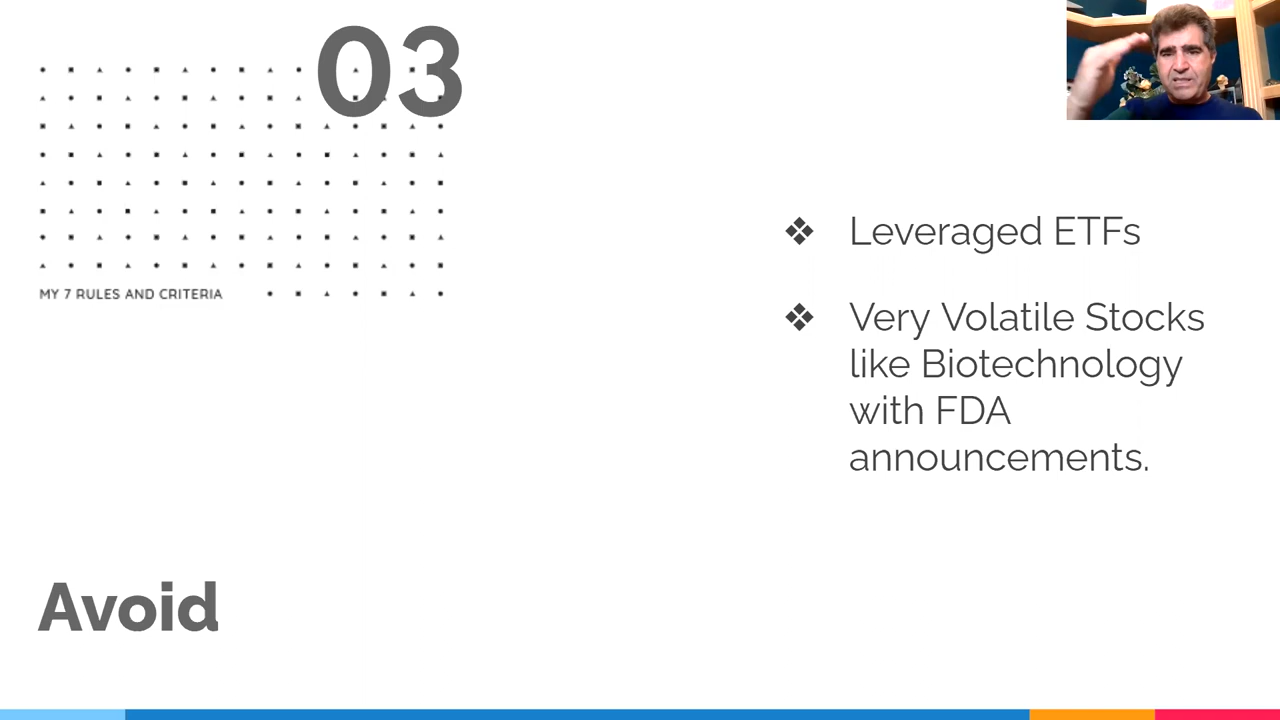 03
MY 7 RULES AND CRITERIA
❖ Leveraged ETFs
❖ Very Volatile Stocks
like Biotechnology
with FDA
announcements.
Avoid